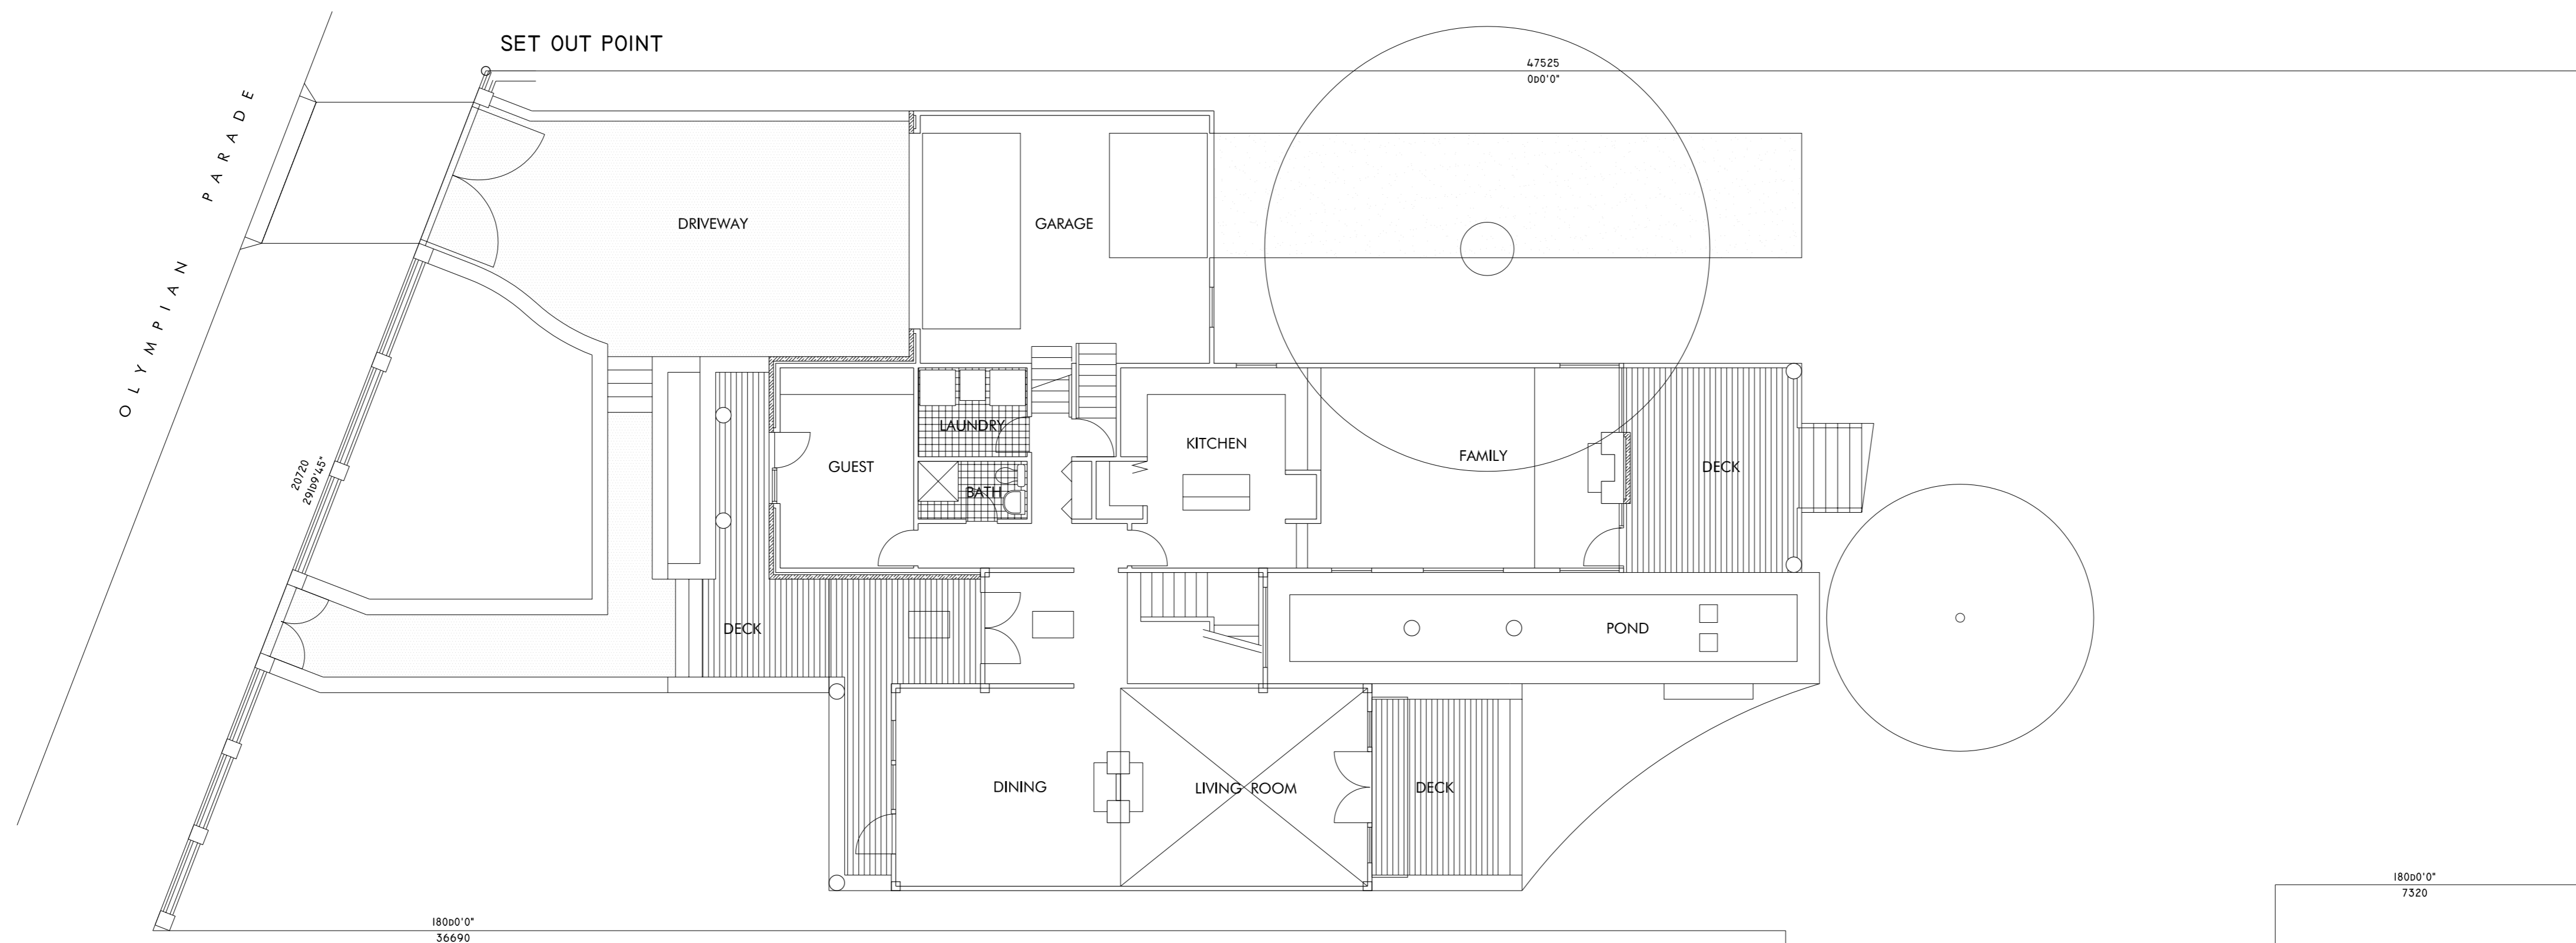 SET OUT POINT
47525
0D0'0"
OLYMPIAN PARADE
DRIVEWAY
GARAGE
LAUNDRY
KITCHEN
FAMILY
GUEST
DECK
BATH
20720
291D9'45"
DECK
POND
DINING
LIVING ROOM
DECK
180D0'0"
7320
180D0'0"
36690